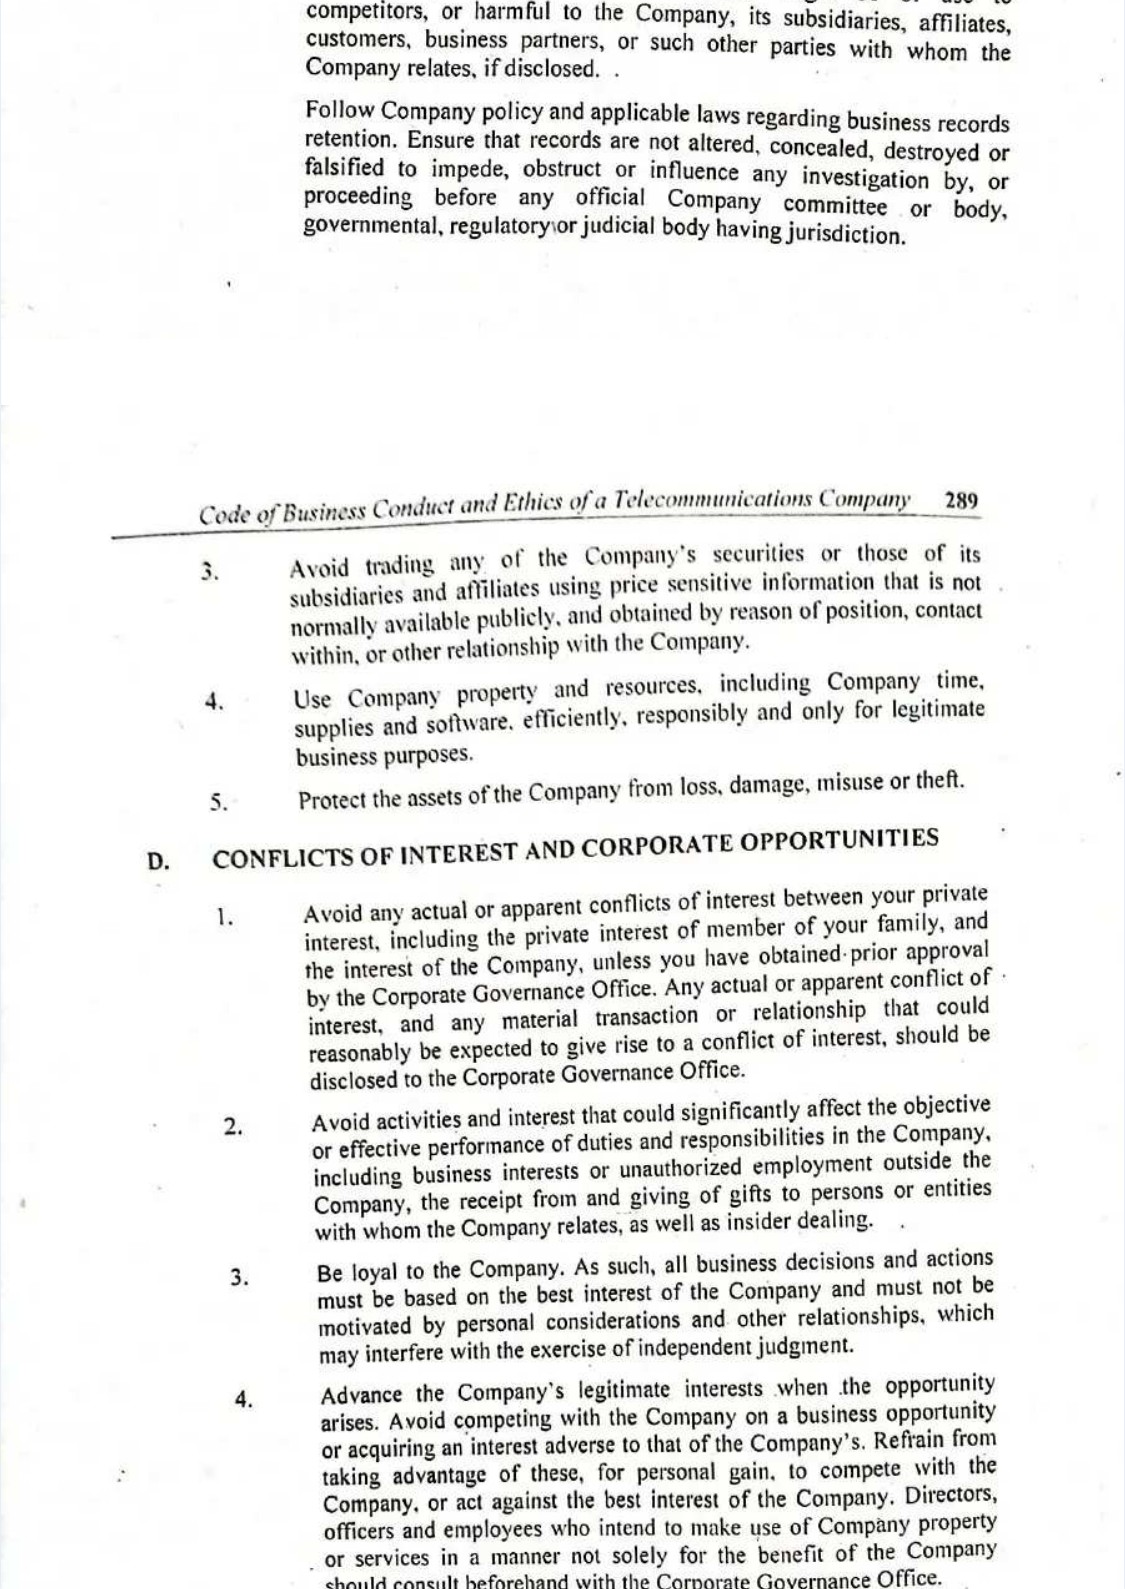 competitors, or harmful to the Company, its subsidiaries, affiliates,
customers, business partners, or such other parties with whom the
Company relates, if disclosed. .
Follow Company policy and applicable laws regarding business records
retention. Ensure that records are not altered, concealed, destroyed or
falsified to impede, obstruct or influence any investigation by, or
proceeding before any official Company committee or body,
governmental, regulatory or judicial body having jurisdiction.
Code of Business Conduct and Ethics of a Telecommunications Company 289
3. Avoid trading any of the Company's securities or those of its
subsidiaries and affiliates using price sensitive information that is not
normally available publicly, and obtained by reason of position, contact
within, or other relationship with the Company.
4. Use Company property and resources, including Company time,
supplies and software, efficiently, responsibly and only for legitimate
business purposes.
5. Protect the assets of the Company from loss, damage, misuse or theft.
D. CONFLICTS OF INTEREST AND CORPORATE OPPORTUNITIES
1. Avoid any actual or apparent conflicts of interest between your private
interest, including the private interest of member of your family, and
the interest of the Company, unless you have obtained prior approval
by the Corporate Governance Office. Any actual or apparent conflict of
interest, and any material transaction or relationship that could
reasonably be expected to give rise to a conflict of interest, should be
disclosed to the Corporate Governance Office.
2. Avoid activities and interest that could significantly affect the objective
or effective performance of duties and responsibilities in the Company,
including business interests or unauthorized employment outside the
Company, the receipt from and giving of gifts to persons or entities
with whom the Company relates, as well as insider dealing.
3. Be loyal to the Company. As such, all business decisions and actions
must be based on the best interest of the Company and must not be
motivated by personal considerations and other relationships, which
may interfere with the exercise of independent judgment.
4. Advance the Company's legitimate interests when the opportunity
arises. Avoid competing with the Company on a business opportunity
or acquiring an interest adverse to that of the Company's. Refrain from
taking advantage of these, for personal gain, to compete with the
Company, or act against the best interest of the Company. Directors,
officers and employees who intend to make use of Company property
or services in a manner not solely for the benefit of the Company
should consult beforehand with the Corporate Governance Office.